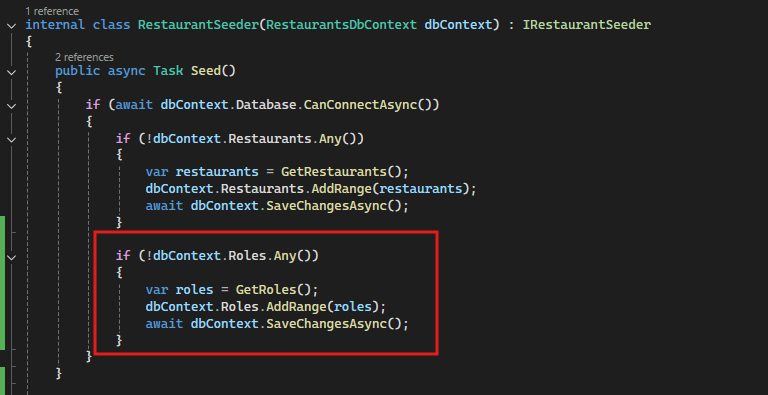 1 reference
internal class RestaurantSeeder(RestaurantsDbContext dbContext) : IRestaurantSeeder
{
2 references
public async Task Seed()
{
if (await dbContext.Database.CanConnectAsync())
{
if (!dbContext.Restaurants.Any())
{
var restaurants = GetRestaurants();
dbContext.Restaurants.AddRange(restaurants);
await dbContext.SaveChangesAsync();
}
if (!dbContext.Roles.Any())
{
var roles = GetRoles();
dbContext.Roles.AddRange(roles);
await dbContext.SaveChangesAsync();
}
}
}